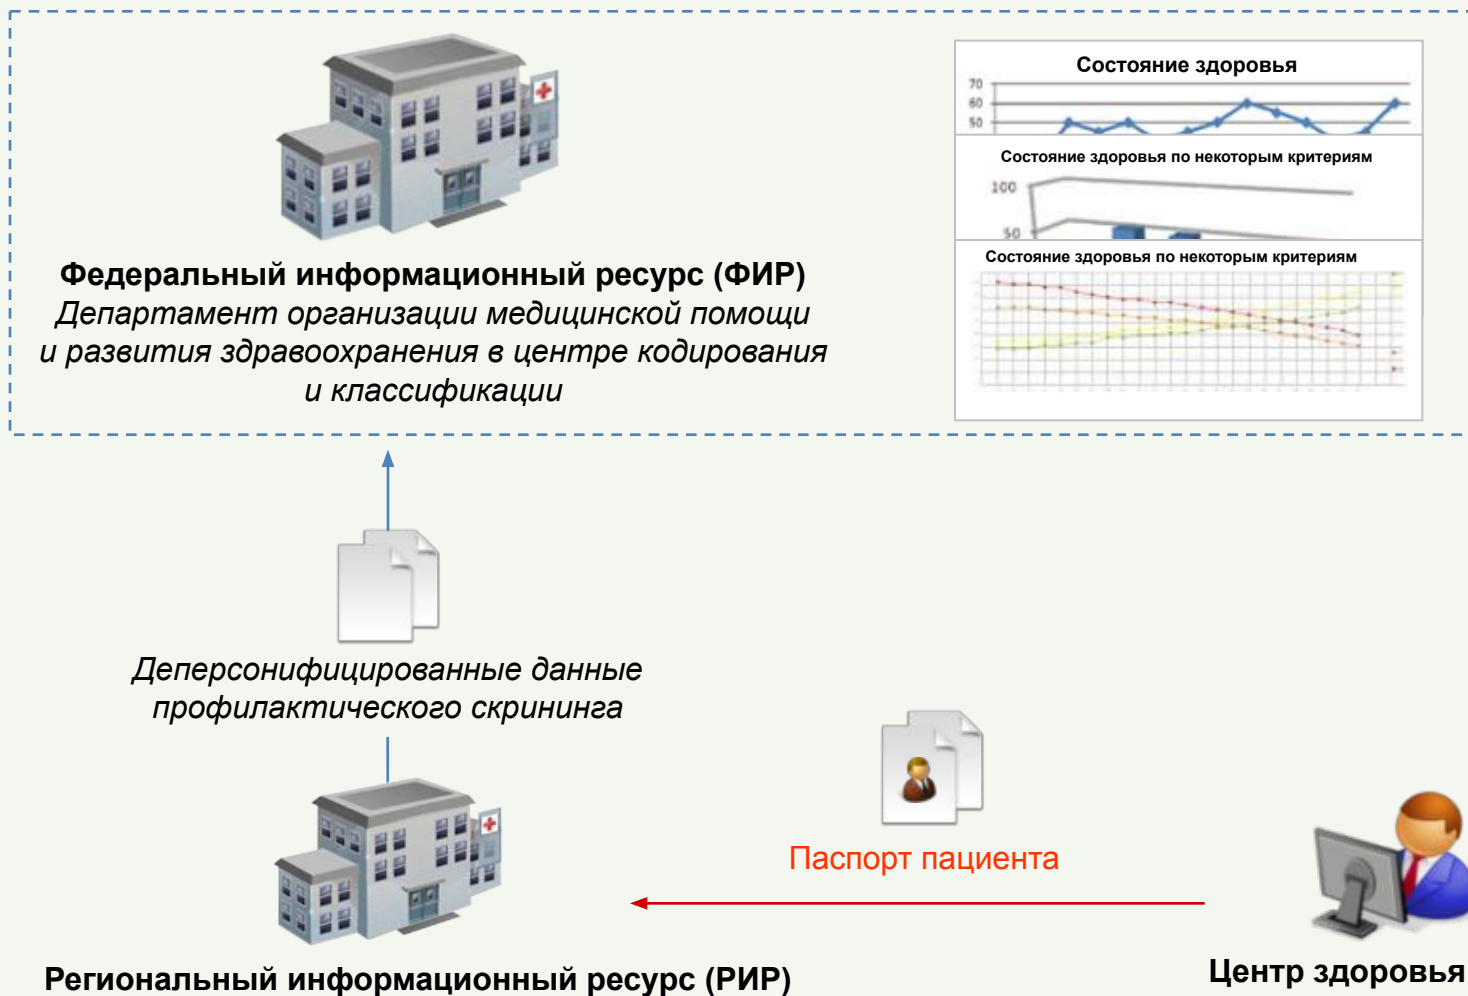 Состояние здоровья
70
60
50
Состояние здоровья по некоторым критериям
100
50
Состояние здоровья по некоторым критериям
Федеральный информационный ресурс (ФИР)
Департамент организации медицинской помощи
и развития здравоохранения в центре кодирования
и классификации
Деперсонифицированные данные
профилактического скрининга
Паспорт пациента
Региональный информационный ресурс (РИР)
Центр здоровья